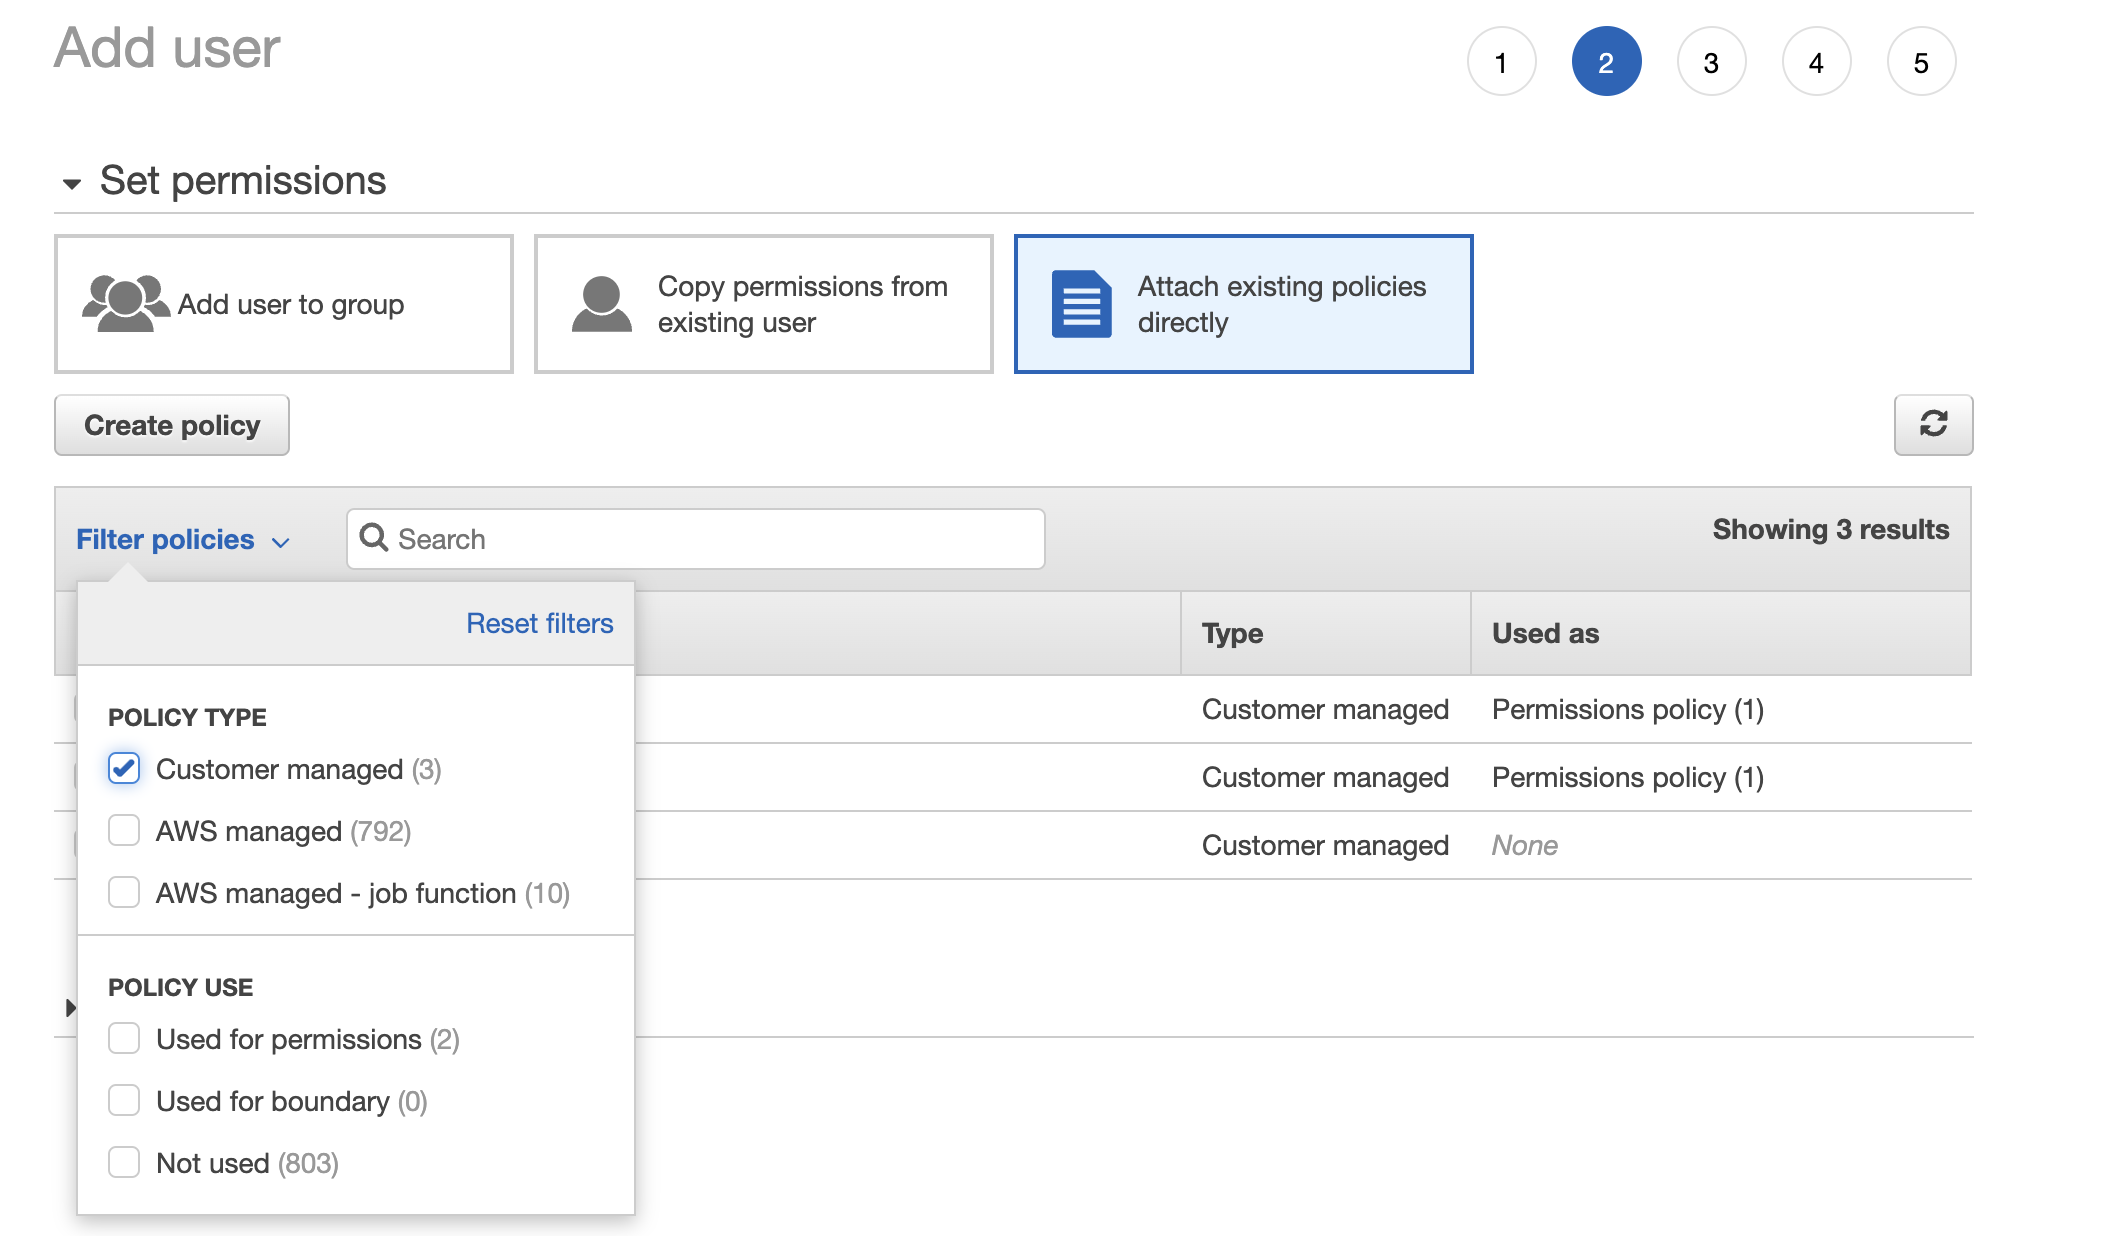 Add user
1 2 3 4 5
Set permissions
Add user to group
Copy permissions from
existing user
Attach existing policies
directly
Create policy
Filter policies
Search
Showing 3 results
Reset filters
Type Used as
POLICY TYPE
Customer managed (3)
AWS managed (792)
AWS managed - job function (10)
POLICY USE
Used for permissions (2)
Used for boundary (0)
Not used (803)
Customer managed Permissions policy (1)
Customer managed Permissions policy (1)
Customer managed None